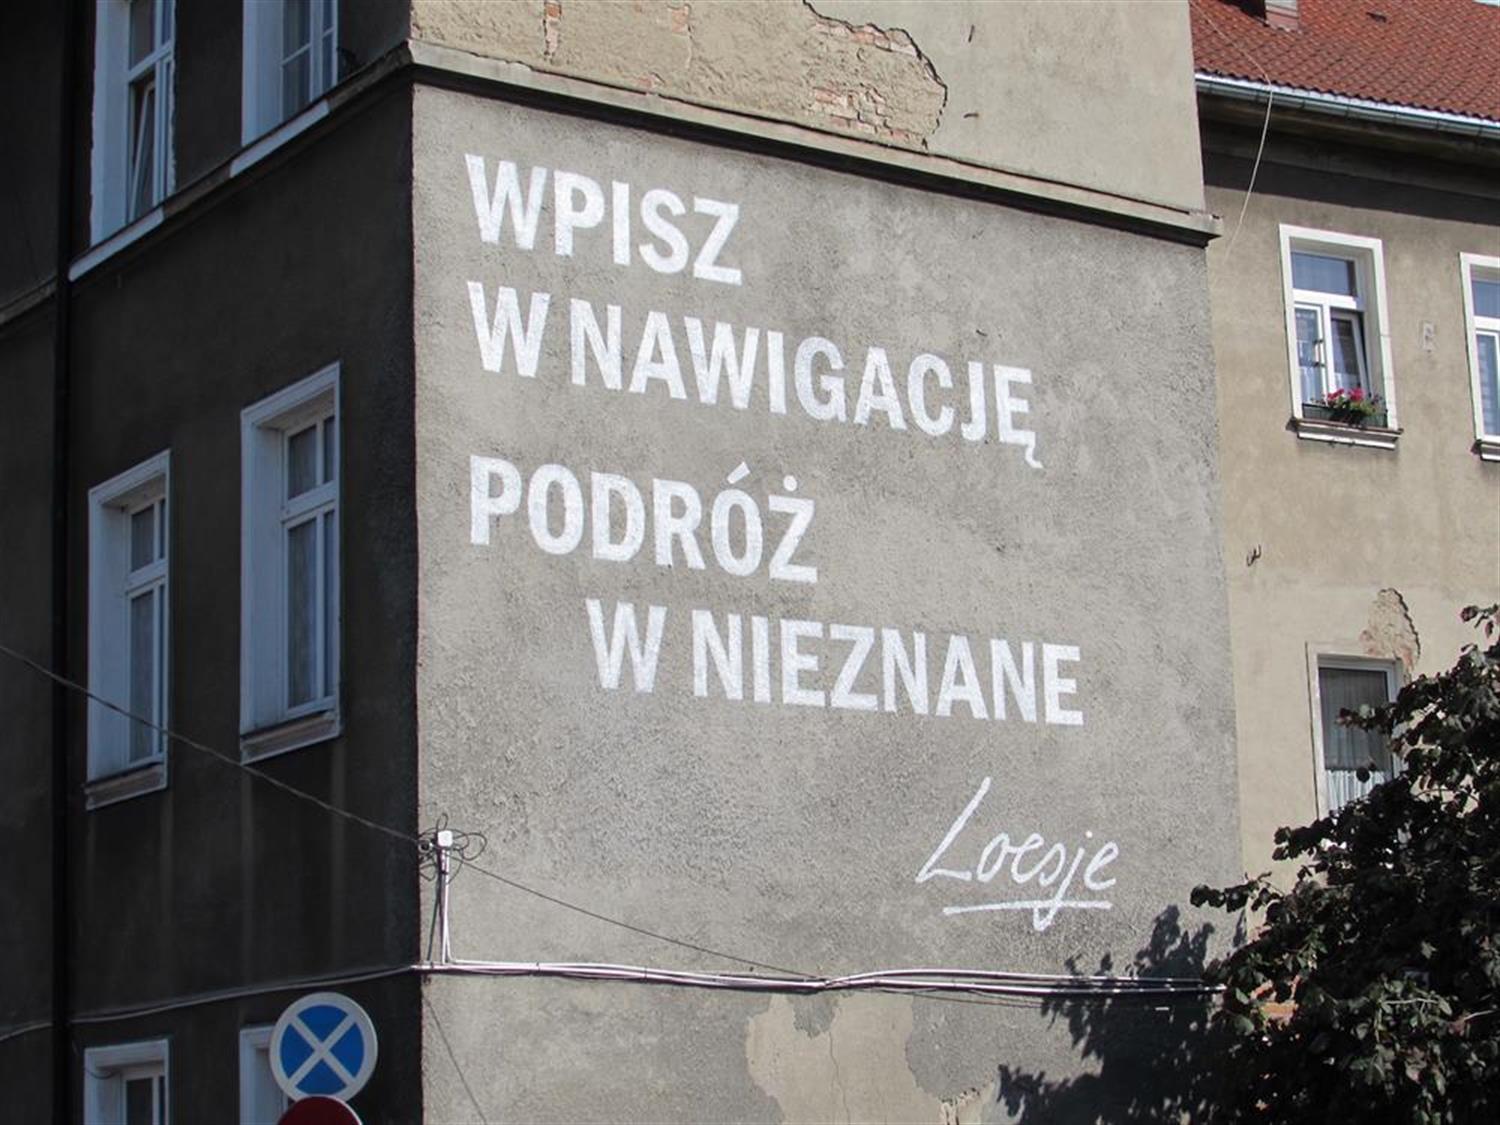 WPISZ
W NAWIGACJĘ
PODRÓŻ
W NIEZNANE
Loesje